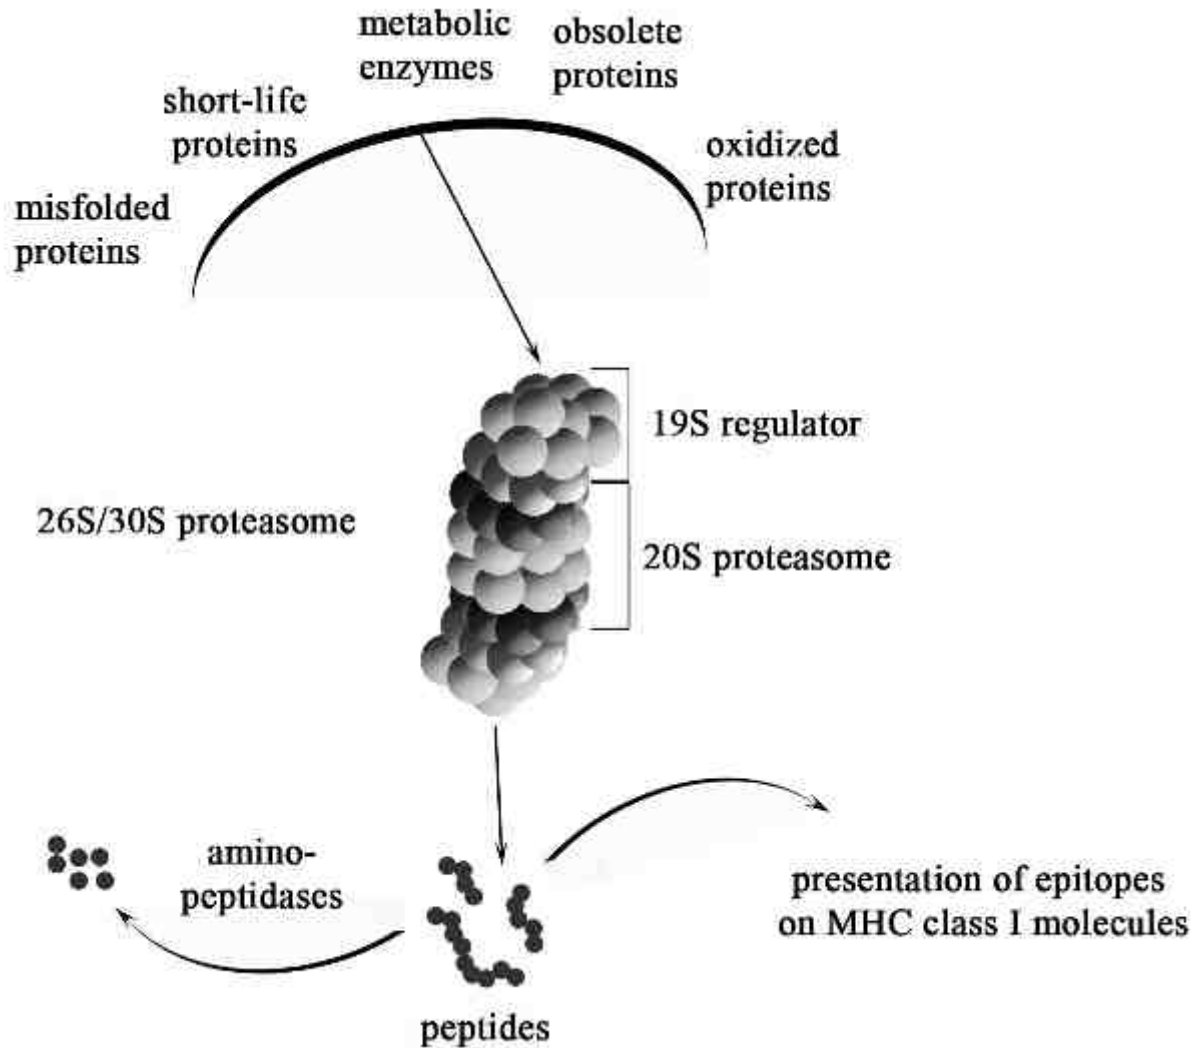 metabolic
enzymes
obsolete
proteins
short-life
proteins
oxidized
proteins
misfolded
proteins
19S regulator
26S/30S proteasome
20S proteasome
amino-
peptidases
presentation of epitopes
on MHC class I molecules
peptides